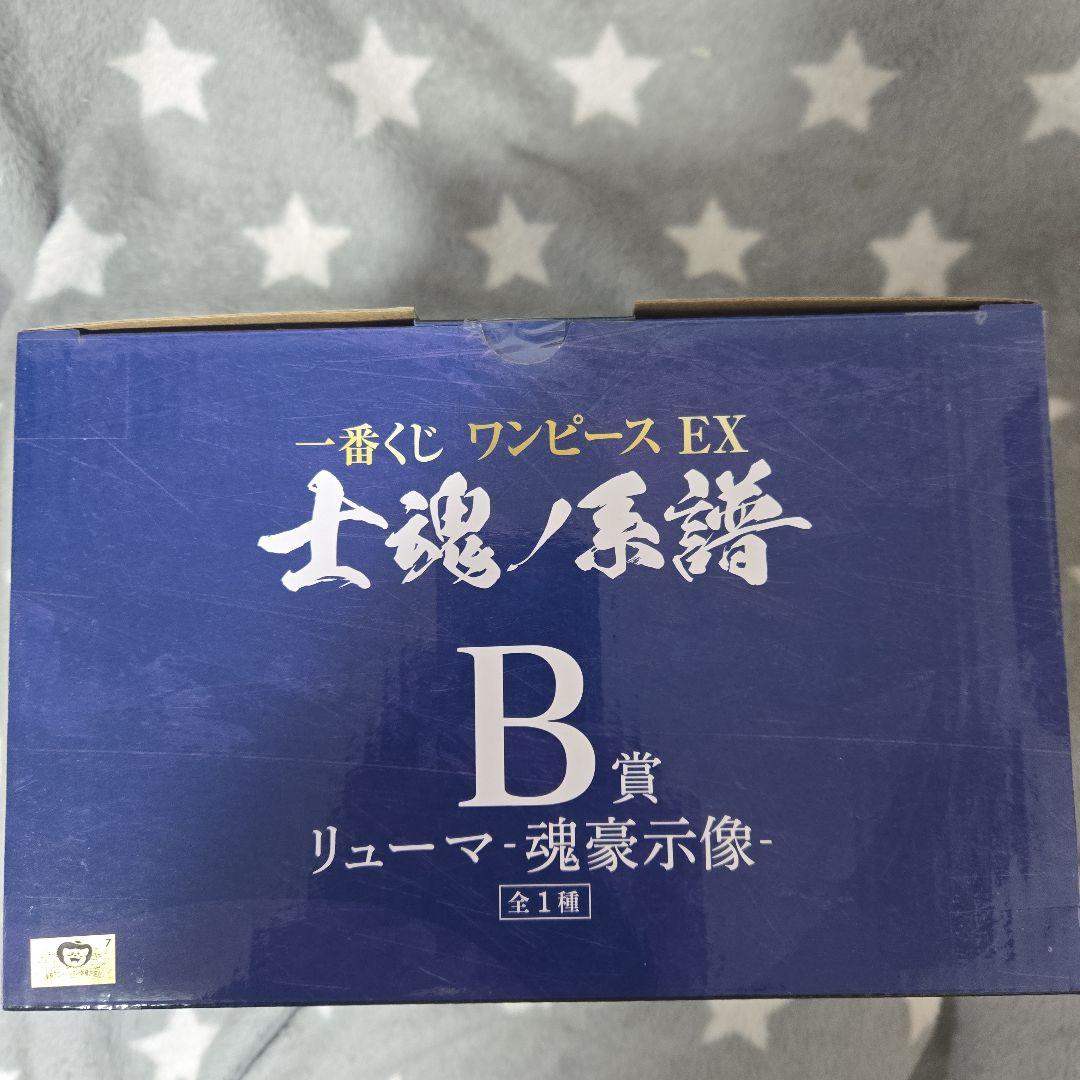 一番くじ ワンピース EX
士魂ノ系譜
B賞
リューマ-魂豪示像-
全1種
7